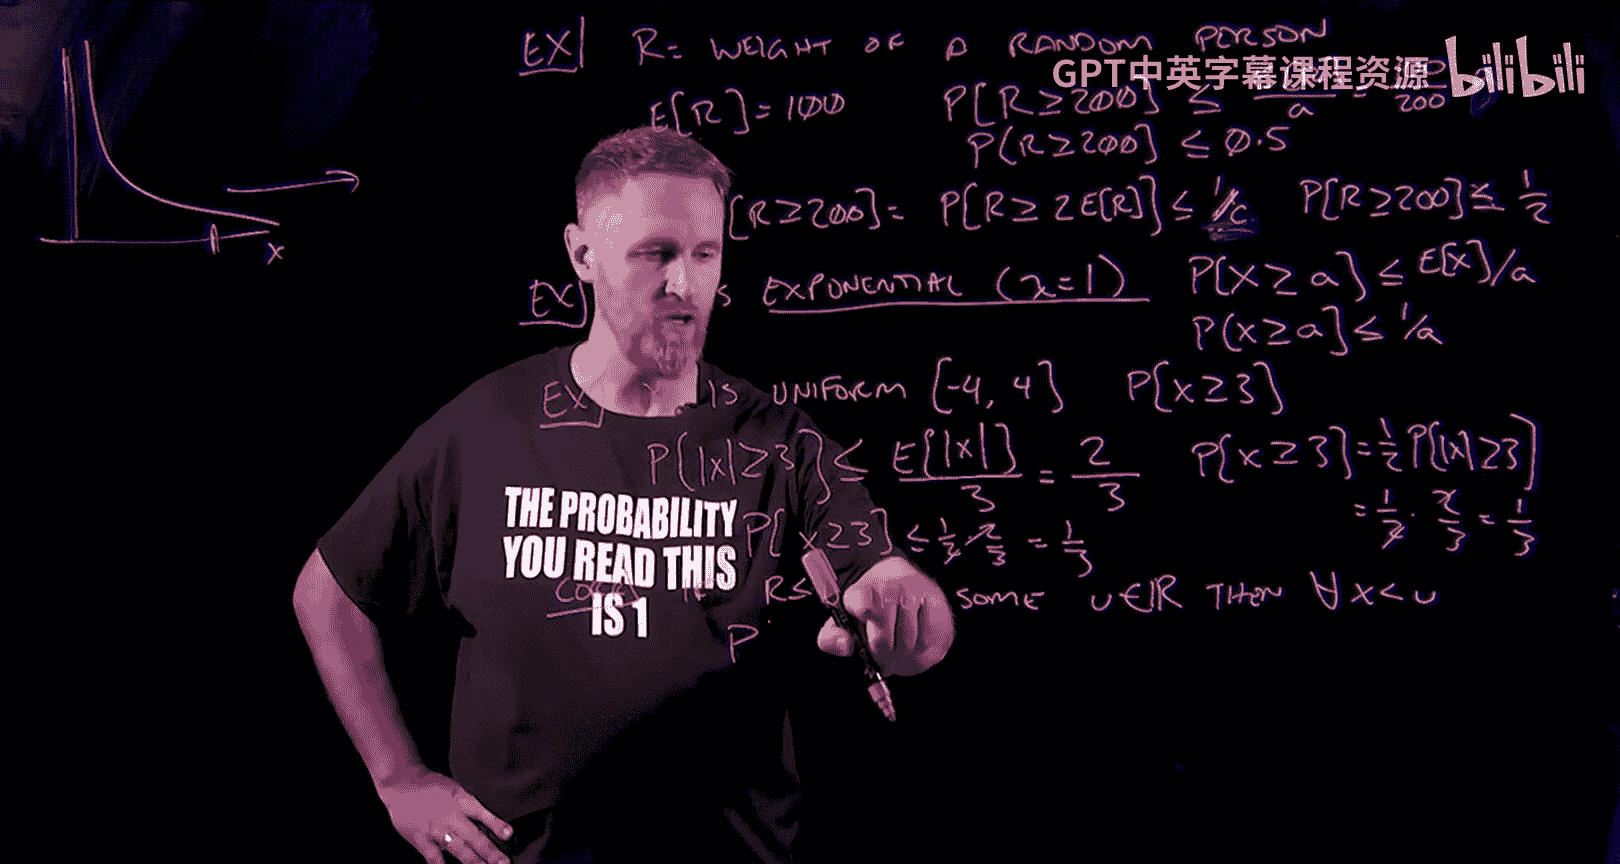 EX] R= WEIGHT OF A RANDOM PERSON
GPT中英字幕课程资源 bilibili
E[R]=100 P[R≥200] ≤ /a 200
P(R≥200] ≤ 0.5
[R≥200]= P[R≥2E[R]] ≤ 1/c P[R≥200] ≤ 1/2
EX] IS EXPONENTIAL (λ=1) P[X≥a] ≤ E[X]/a
P(X≥a] ≤ 1/a
EX] X IS UNIFORM [-4, 4] P[X≥3]
P[|X|≥3] ≤ E[|X|]/3 = 2/3 P[X≥3]=1/2 P[|X|≥3]
=1/2 · 2/3 = 1/3
P[X≥3] ≤ 1/2 · 2/3 = 1/3
R≤ SOME U∈ℝ THEN ∀ X<U
P
X
THE PROBABILITY
YOU READ THIS
IS 1